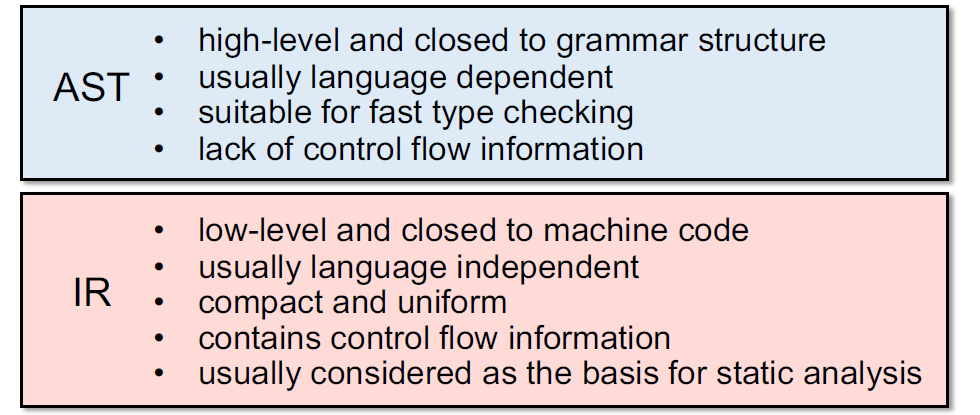 AST
• high-level and closed to grammar structure
• usually language dependent
• suitable for fast type checking
• lack of control flow information
IR
• low-level and closed to machine code
• usually language independent
• compact and uniform
• contains control flow information
• usually considered as the basis for static analysis